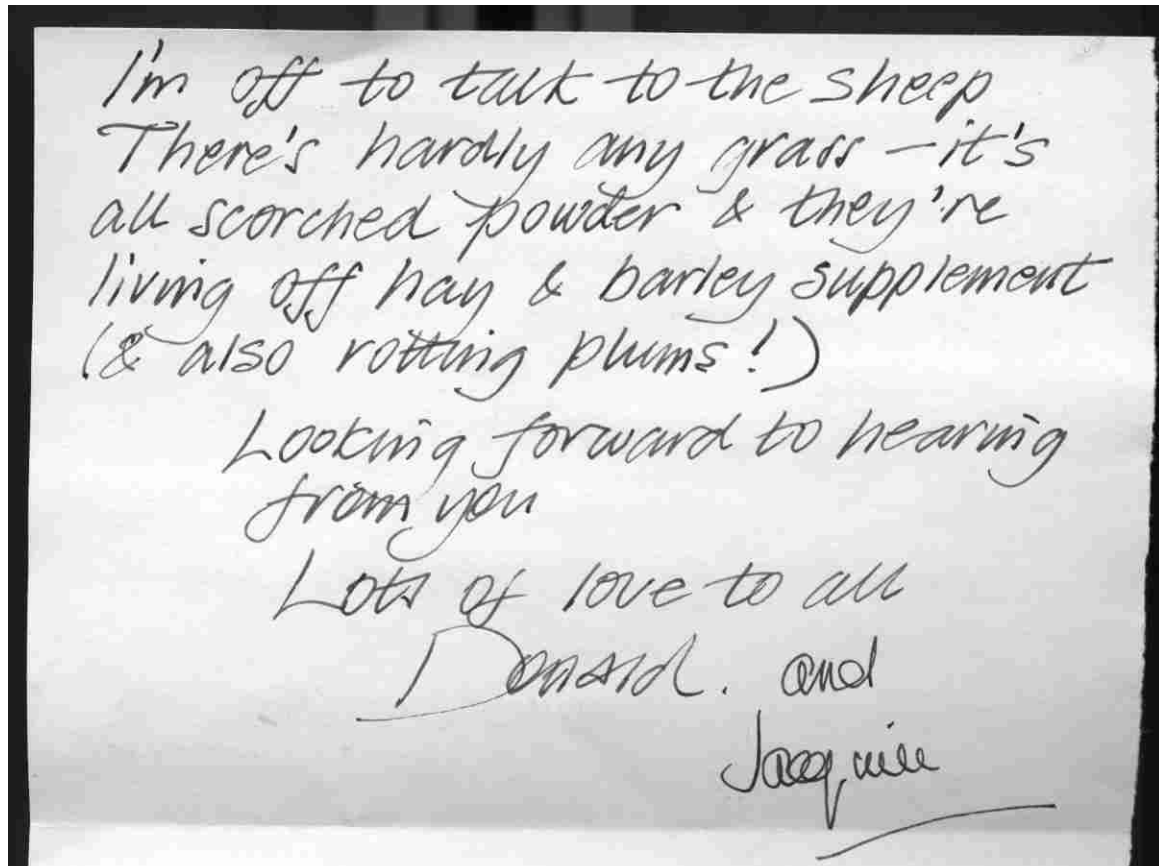 I'm off to talk to the sheep
There's hardly any grass – it's
all scorched powder & they're
living off hay & barley supplement
(& also rotting plums!)
Looking forward to hearing
from you
Lots of love to all
Donald. and
Jacquie